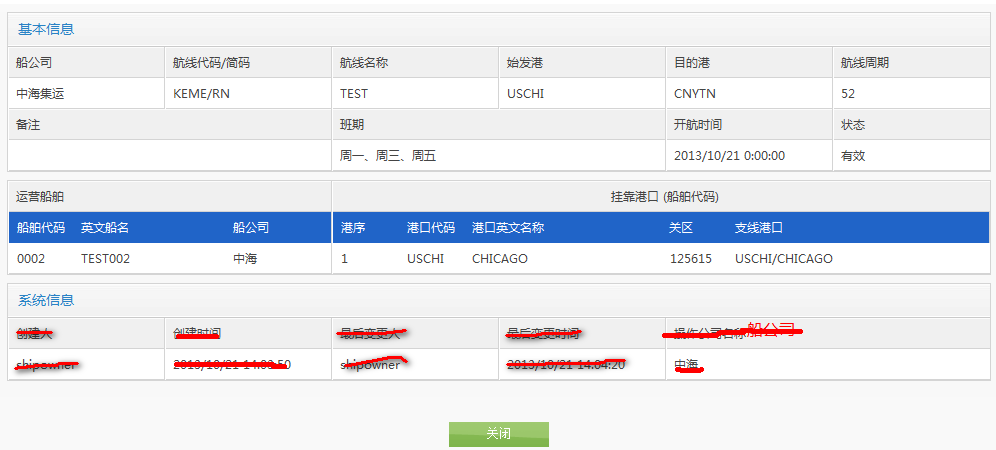 基本信息
船公司 航线代码/简码 航线名称 始发港 目的港 航线周期
中海集运 KEME/RN TEST USCHI CNYTN 52
备注 班期 开航时间 状态
周一、周三、周五 2013/10/21 0:00:00 有效
运营船舶 挂靠港口 (船舶代码)
船舶代码 英文船名 船公司 港序 港口代码 港口英文名称 关区 支线港口
0002 TEST002 中海 1 USCHI CHICAGO 125615 USCHI/CHICAGO
系统信息
创建人 创建时间 最后变更人 最后变更时间 操作公司名称 船公司
shipowner shipowner 2013/10/21 14:04:20 中海
关闭